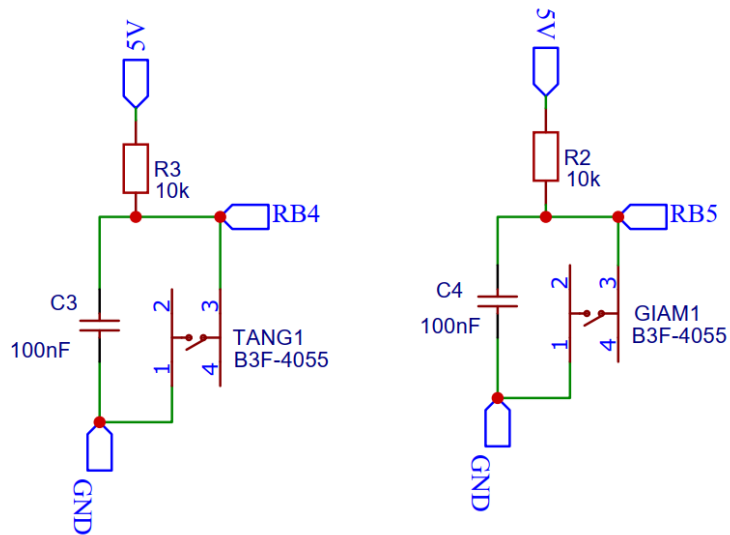 5V
R3
10k
RB4
C3
100nF
2
3
1
4
TANG1
B3F-4055
GND
5V
R2
10k
RB5
C4
100nF
2
3
1
4
GIAM1
B3F-4055
GND